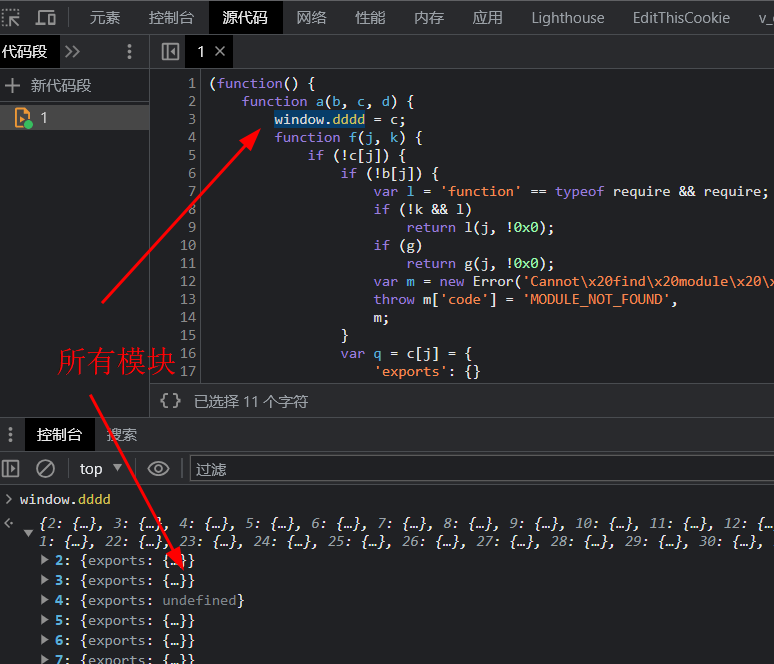 元素 控制台 源代码 网络 性能 内存 应用 Lighthouse EditThisCookie
代码段 1
新代码段
1
1 (function() {
2 function a(b, c, d) {
3 window.dddd = c;
4 function f(j, k) {
5 if (!c[j]) {
6 if (!b[j]) {
7 var l = 'function' == typeof require && require;
8 if (!k && l)
9 return l(j, !0x0);
10 if (g)
11 return g(j, !0x0);
12 var m = new Error('Cannot\x20find\x20module\x20\x
13 throw m['code'] = 'MODULE_NOT_FOUND',
14 m;
15 }
16 var q = c[j] = {
17 'exports': {}
所有模块
{} 已选择 11 个字符
控制台 搜索
top 过滤
> window.dddd
{2: {…}, 3: {…}, 4: {…}, 5: {…}, 6: {…}, 7: {…}, 8: {…}, 9: {…}, 10: {…}, 11: {…}, 12: {…
1: {…}, 22: {…}, 23: {…}, 24: {…}, 25: {…}, 26: {…}, 27: {…}, 28: {…}, 29: {…}, 30: {…},
2: {exports: {…}}
3: {exports: {…}}
4: {exports: undefined}
5: {exports: {…}}
6: {exports: {…}}
7: {exports: {…}}